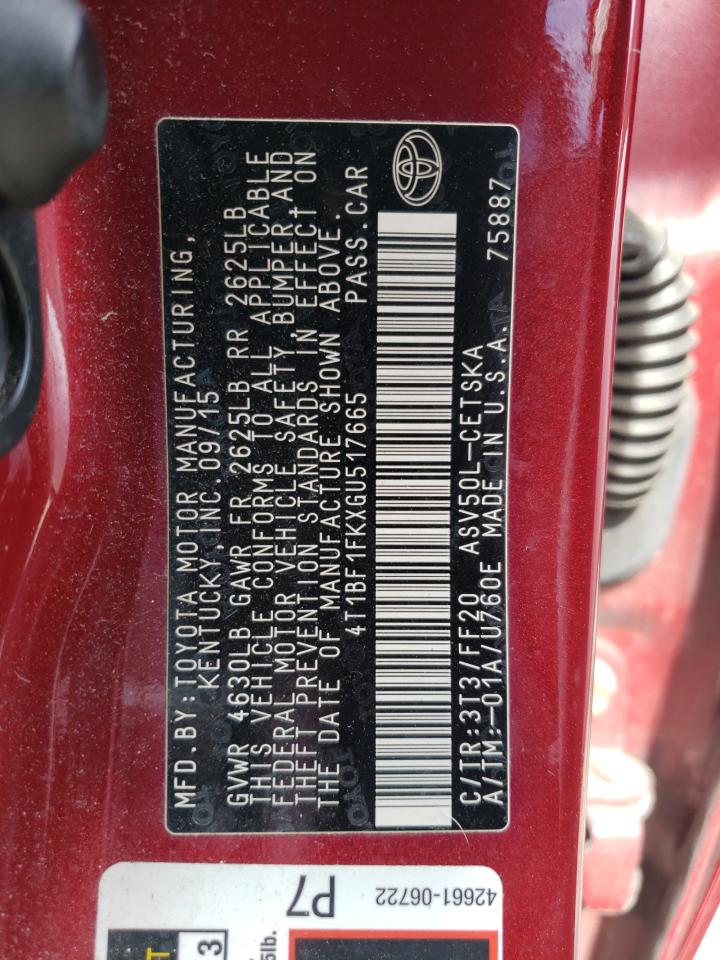 MFD.BY:TOYOTA MOTOR MANUFACTURING,
KENTUCKY,INC.09/15
GVWR 4630LB GAWR FR 2625LB RR 2625LB
THIS VEHICLE CONFORMS TO ALL APPLICABLE
FEDERAL MOTOR VEHICLE SAFETY,BUMPER AND
THEFT PREVENTION STANDARDS IN EFFECT ON
THE DATE OF MANUFACTURE SHOWN ABOVE.
4T1BF1FKXGU517665 PASS.CAR
C/TR:3T3/FF20 ASV50L-CETSKA
A/TM:-01A/U760E MADE IN U.S.A. 75887
42661-06722
P7
3